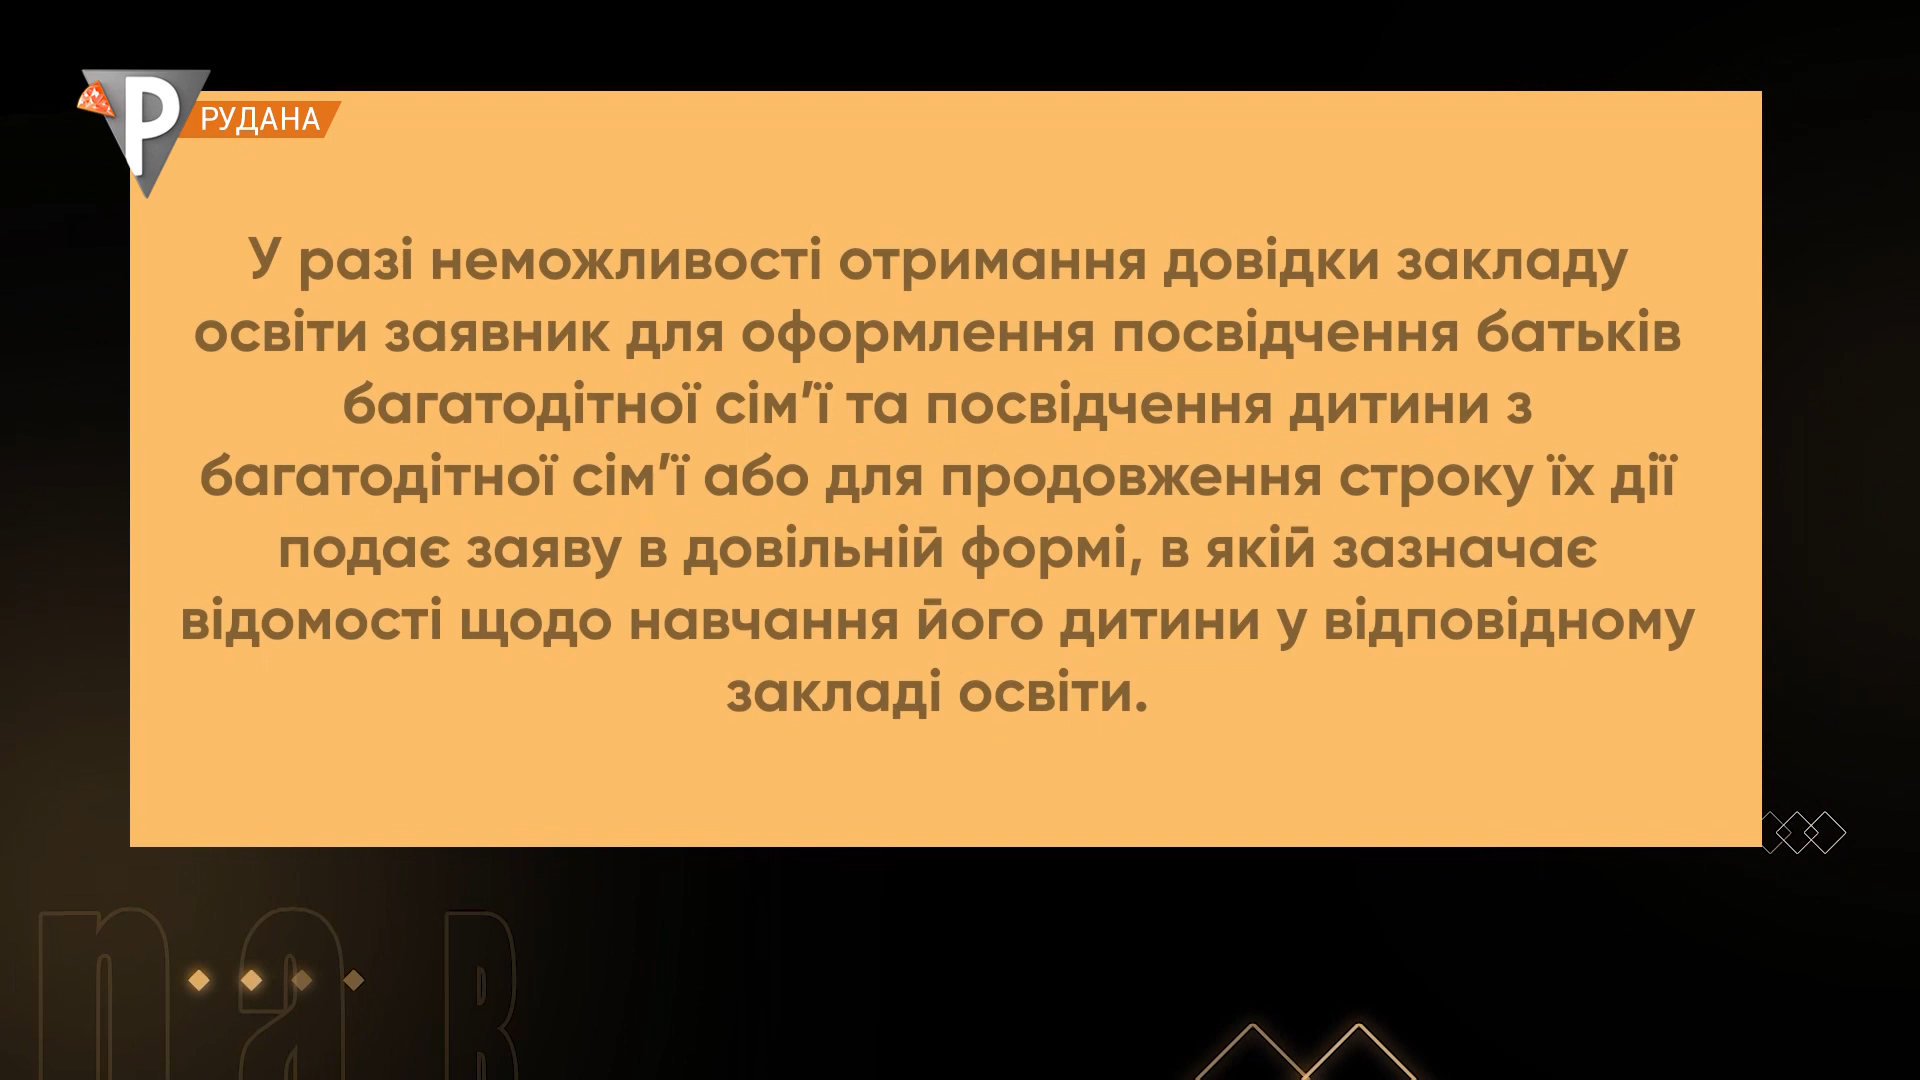 Р
РУДАНА
У разі неможливості отримання довідки закладу
освіти заявник для оформлення посвідчення батьків
багатодітної сім’ї та посвідчення дитини з
багатодітної сім’ї або для продовження строку їх дії
подає заяву в довільній формі, в якій зазначає
відомості щодо навчання його дитини у відповідному
закладі освіти.
па в